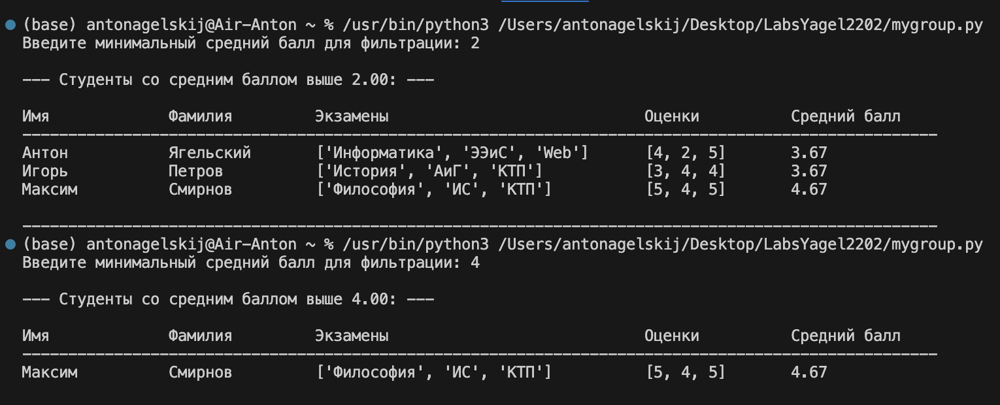 (base) antonagelskij@Air-Anton ~ % /usr/bin/python3 /Users/antonagelskij/Desktop/LabsYagel2202/mygroup.py
Введите минимальный средний балл для фильтрации: 2
--- Студенты со средним баллом выше 2.00: ---
Имя Фамилия Экзамены Оценки Средний балл
----------------------------------------------------------------------------------------------------
Антон Ягельский ['Информатика', 'ЭЭиС', 'Web'] [4, 2, 5] 3.67
Игорь Петров ['История', 'АиГ', 'КТП'] [3, 4, 4] 3.67
Максим Смирнов ['Философия', 'ИС', 'КТП'] [5, 4, 5] 4.67
----------------------------------------------------------------------------------------------------
(base) antonagelskij@Air-Anton ~ % /usr/bin/python3 /Users/antonagelskij/Desktop/LabsYagel2202/mygroup.py
Введите минимальный средний балл для фильтрации: 4
--- Студенты со средним баллом выше 4.00: ---
Имя Фамилия Экзамены Оценки Средний балл
----------------------------------------------------------------------------------------------------
Максим Смирнов ['Философия', 'ИС', 'КТП'] [5, 4, 5] 4.67